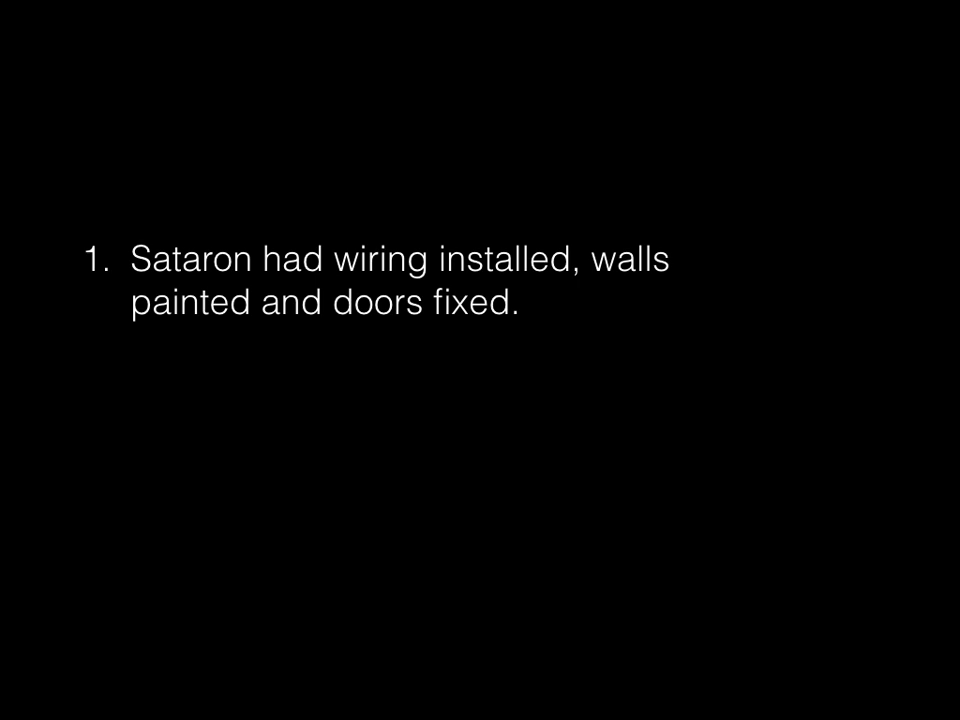 1. Sataron had wiring installed, walls
painted and doors fixed.